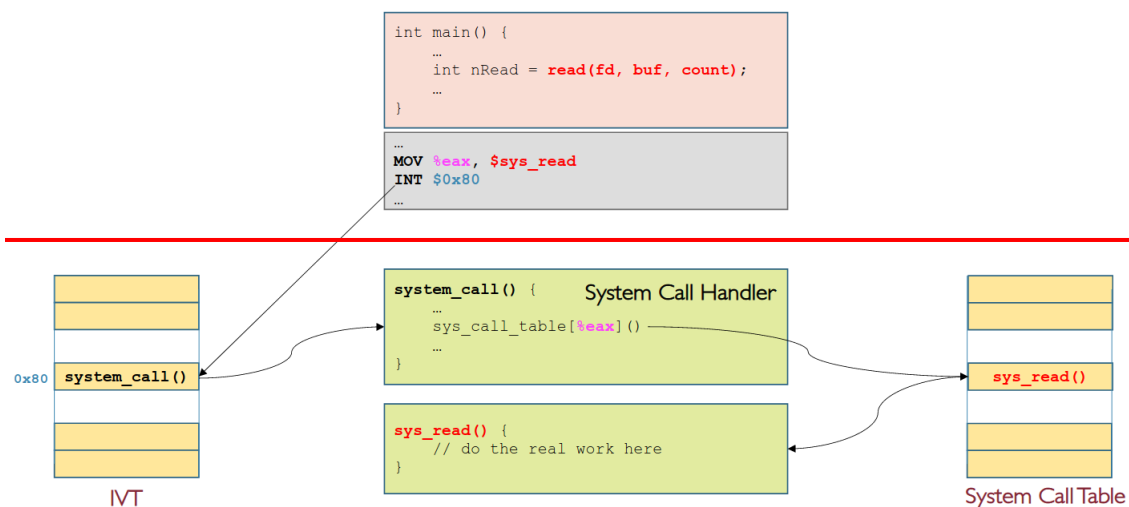 int main() {
…
int nRead = read(fd, buf, count);
…
}
…
MOV %eax, $sys_read
INT $0x80
…
system_call() {
System Call Handler
…
sys_call_table[%eax]()
…
}
0x80
system_call()
sys_read()
sys_read() {
// do the real work here
}
IVT
System Call Table